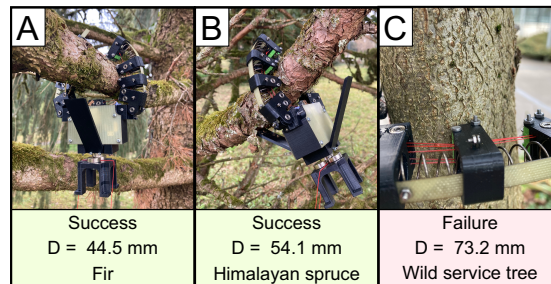 A
B
C
Success
D = 44.5 mm
Fir
Success
D = 54.1 mm
Himalayan spruce
Failure
D = 73.2 mm
Wild service tree